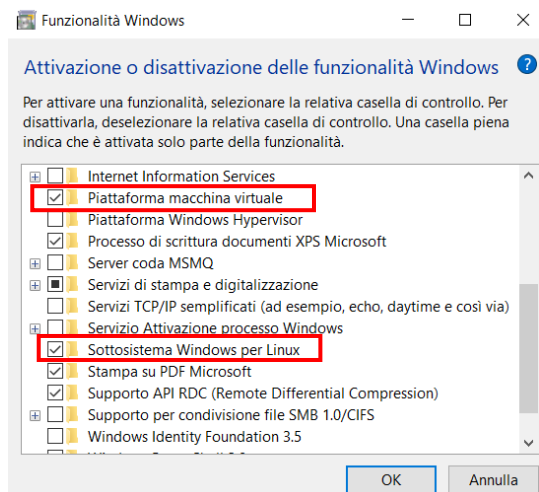 Funzionalità Windows
Attivazione o disattivazione delle funzionalità Windows
Per attivare una funzionalità, selezionare la relativa casella di controllo. Per
disattivarla, deselezionare la relativa casella di controllo. Una casella piena
indica che è attivata solo parte della funzionalità.
Internet Information Services
Piattaforma macchina virtuale
Piattaforma Windows Hypervisor
Processo di scrittura documenti XPS Microsoft
Server coda MSMQ
Servizi di stampa e digitalizzazione
Servizi TCP/IP semplificati (ad esempio, echo, daytime e così via)
Servizio Attivazione processo Windows
Sottosistema Windows per Linux
Stampa su PDF Microsoft
Supporto API RDC (Remote Differential Compression)
Supporto per condivisione file SMB 1.0/CIFS
Windows Identity Foundation 3.5
OK Annulla